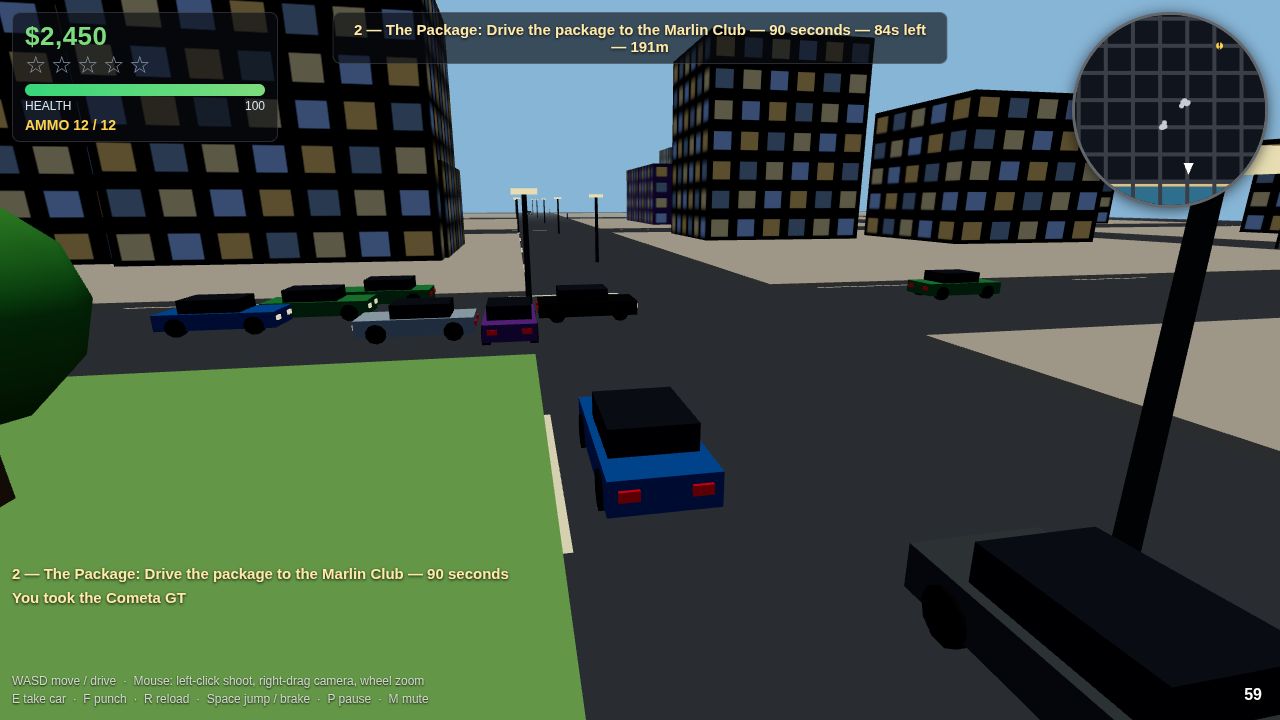 $2,450
2 — The Package: Drive the package to the Marlin Club — 90 seconds — 84s left
— 191m
☆ ☆ ☆ ☆ ☆
HEALTH 100
AMMO 12 / 12
2 — The Package: Drive the package to the Marlin Club — 90 seconds
You took the Cometa GT
WASD move / drive · Mouse: left-click shoot, right-drag camera, wheel zoom
E take car · F punch · R reload · Space jump / brake · P pause · M mute
59